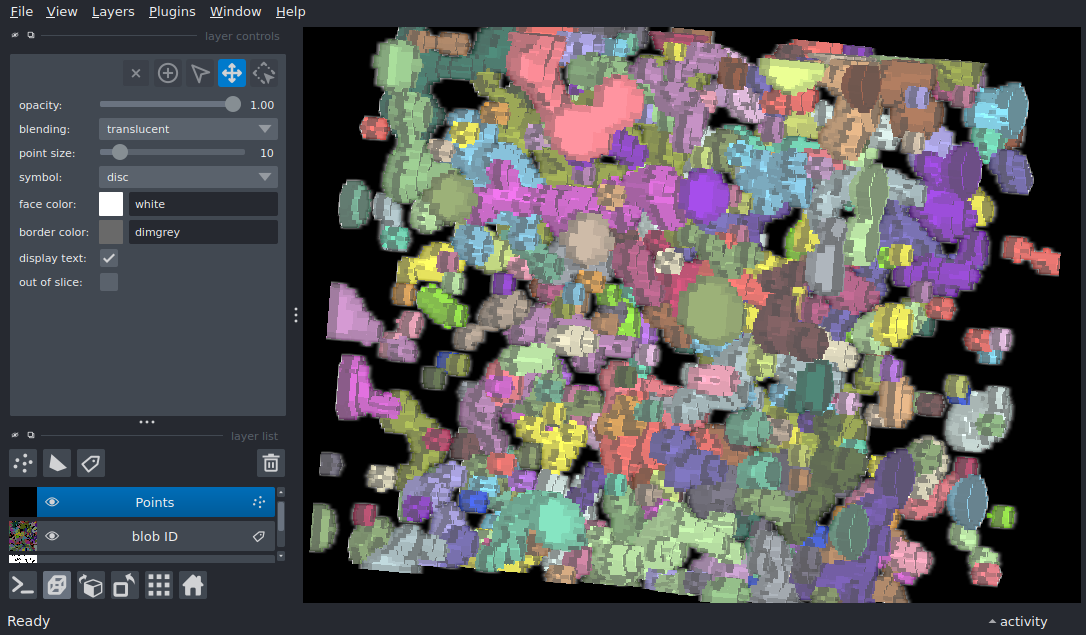 File View Layers Plugins Window Help
layer controls
opacity: 1.00
blending: translucent
point size: 10
symbol: disc
face color: white
border color: dimgrey
display text:
out of slice:
layer list
Points
blob ID
Ready
activity